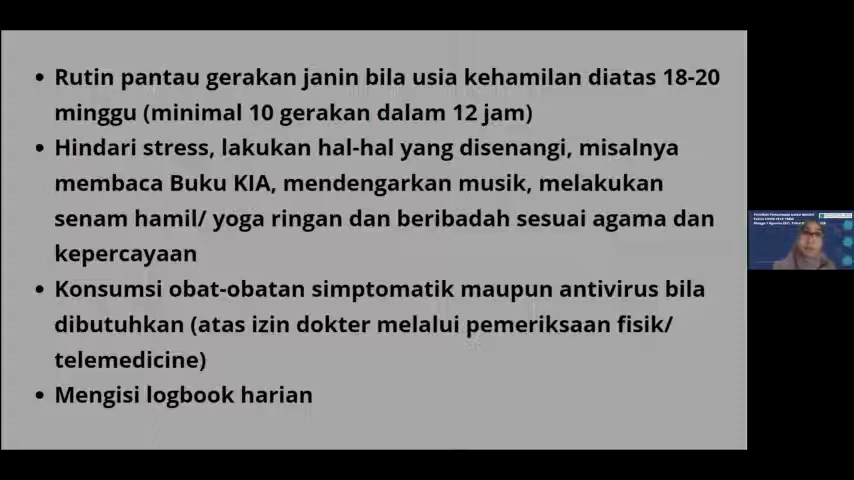 • Rutin pantau gerakan janin bila usia kehamilan diatas 18-20
minggu (minimal 10 gerakan dalam 12 jam)
• Hindari stress, lakukan hal-hal yang disenangi, misalnya
membaca Buku KIA, mendengarkan musik, melakukan
senam hamil/ yoga ringan dan beribadah sesuai agama dan
kepercayaan
• Konsumsi obat-obatan simptomatik maupun antivirus bila
dibutuhkan (atas izin dokter melalui pemeriksaan fisik/
telemedicine)
• Mengisi logbook harian